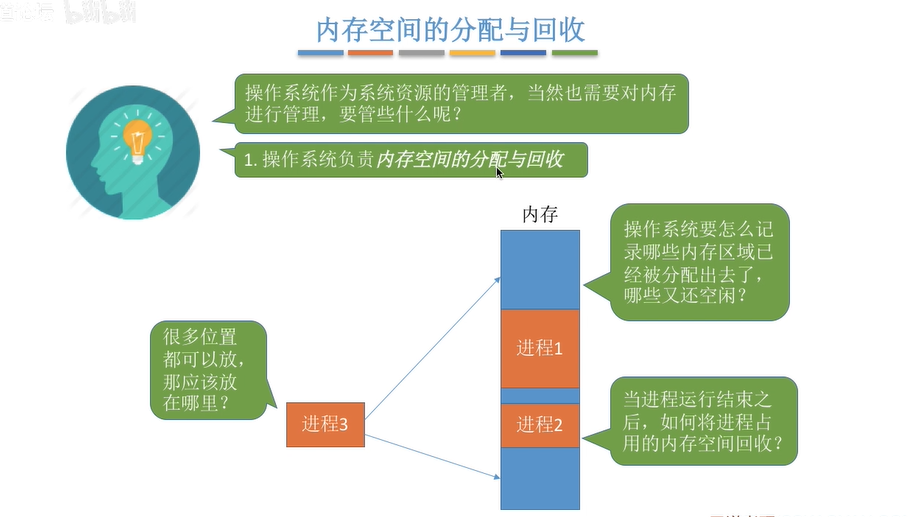 内存空间的分配与回收
操作系统作为系统资源的管理者，当然也需要对内存
进行管理，要管些什么呢？
1. 操作系统负责内存空间的分配与回收
内存
操作系统要怎么记
录哪些内存区域已
经被分配出去了，
哪些又还空闲？
进程1
很多位置
都可以放，
那应该放
在哪里？
进程3
进程2
当进程运行结束之
后，如何将进程占
用的内存空间回收？